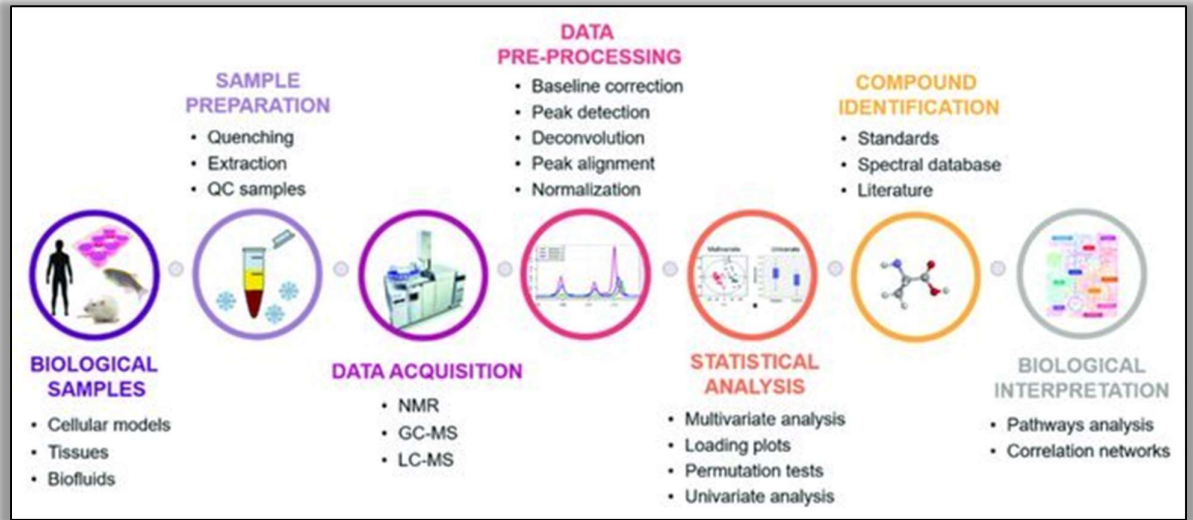 BIOLOGICAL
SAMPLES
• Cellular models
• Tissues
• Biofluids
SAMPLE
PREPARATION
• Quenching
• Extraction
• QC samples
DATA ACQUISITION
• NMR
• GC-MS
• LC-MS
DATA
PRE-PROCESSING
• Baseline correction
• Peak detection
• Deconvolution
• Peak alignment
• Normalization
Multivariate
Univariate
STATISTICAL
ANALYSIS
• Multivariate analysis
• Loading plots
• Permutation tests
• Univariate analysis
COMPOUND
IDENTIFICATION
• Standards
• Spectral database
• Literature
BIOLOGICAL
INTERPRETATION
• Pathways analysis
• Correlation networks